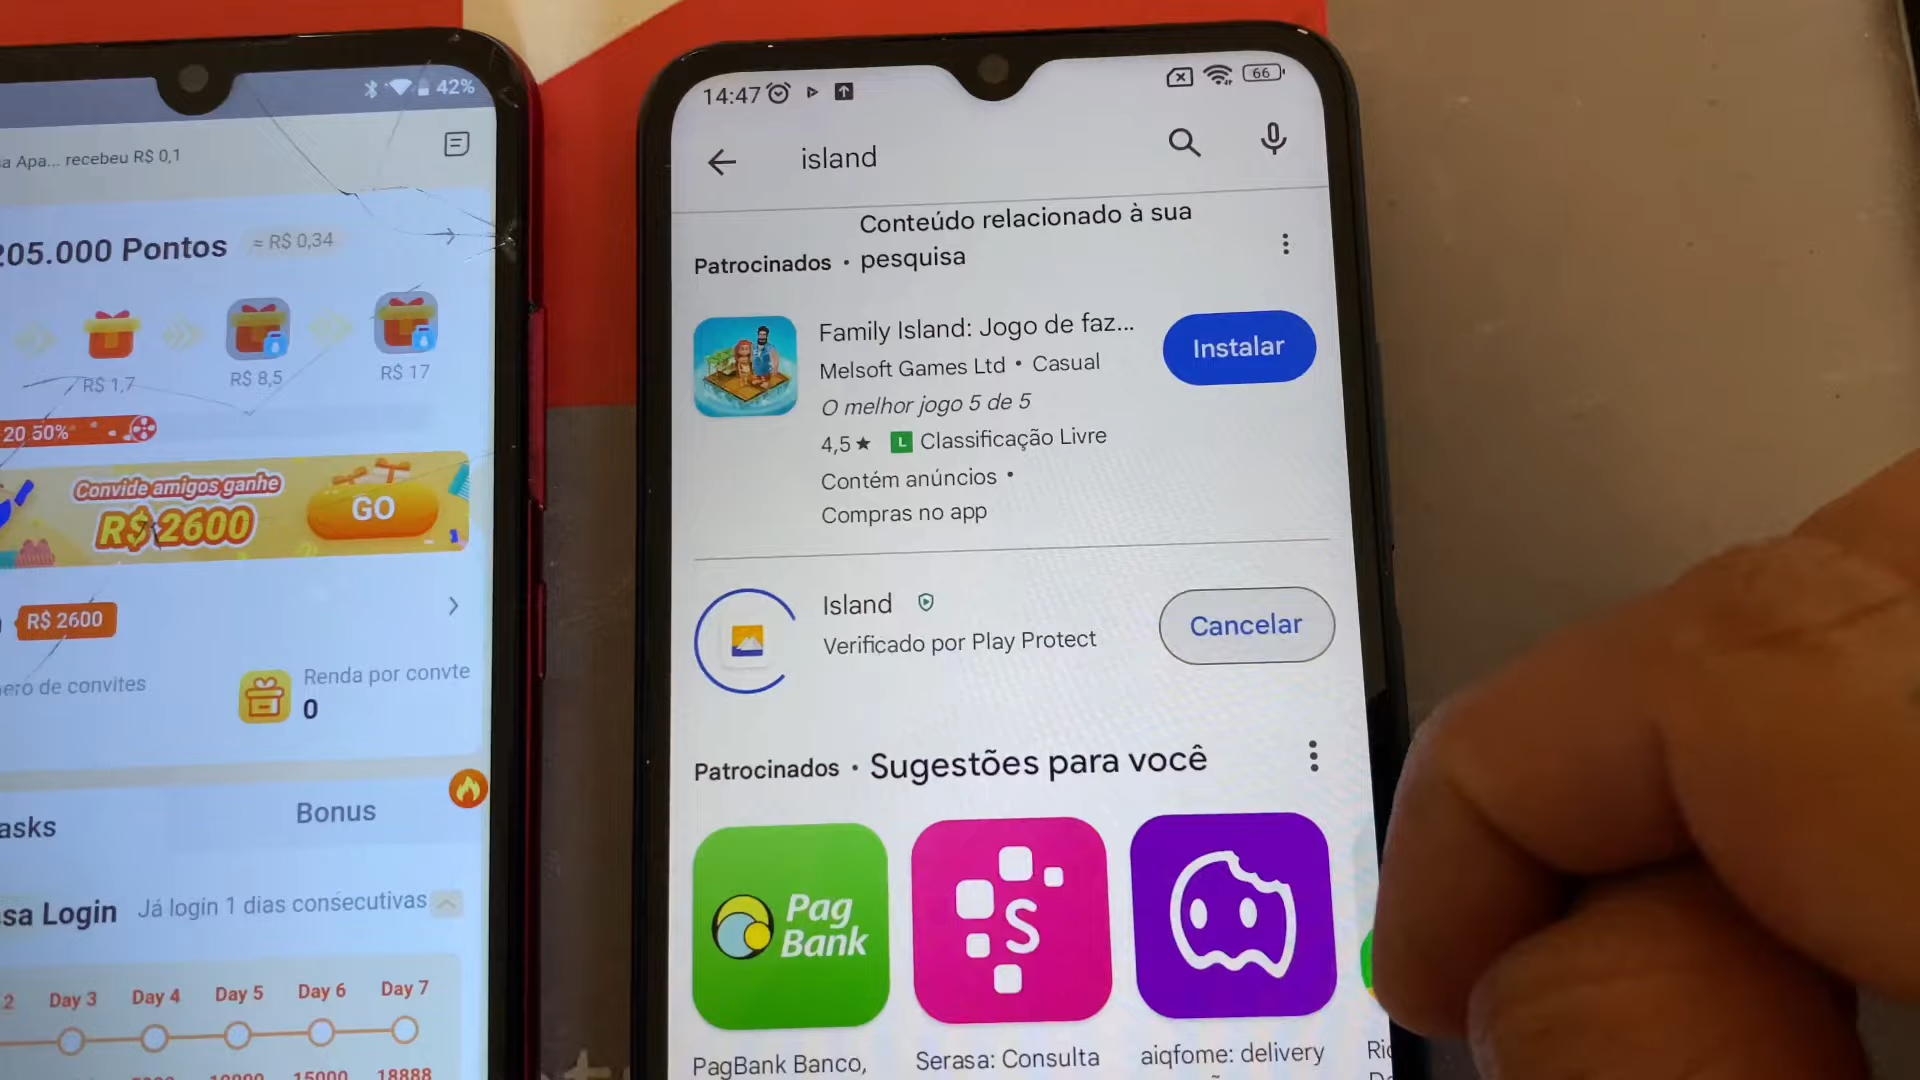 42%
a Apa... recebeu R$ 0,1
205.000 Pontos ≈ R$ 0,34
R$ 1,7
R$ 8,5
R$ 17
20.50%
Convide amigos ganhe
R$ 2600
GO
R$ 2600
ero de convites
Renda por convte
0
asks
Bonus
sa Login
Já login 1 dias consecutivas
2
Day 3
Day 4
Day 5
Day 6
Day 7
10000
15000
18888
14:47
66
island
Patrocinados · Conteúdo relacionado à sua
pesquisa
Family Island: Jogo de faz...
Melsoft Games Ltd • Casual
O melhor jogo 5 de 5
4,5★ L Classificação Livre
Contém anúncios •
Compras no app
Instalar
Island
Verificado por Play Protect
Cancelar
Patrocinados · Sugestões para você
Pag
Bank
S
PagBank Banco,
Serasa: Consulta
aiqfome: delivery